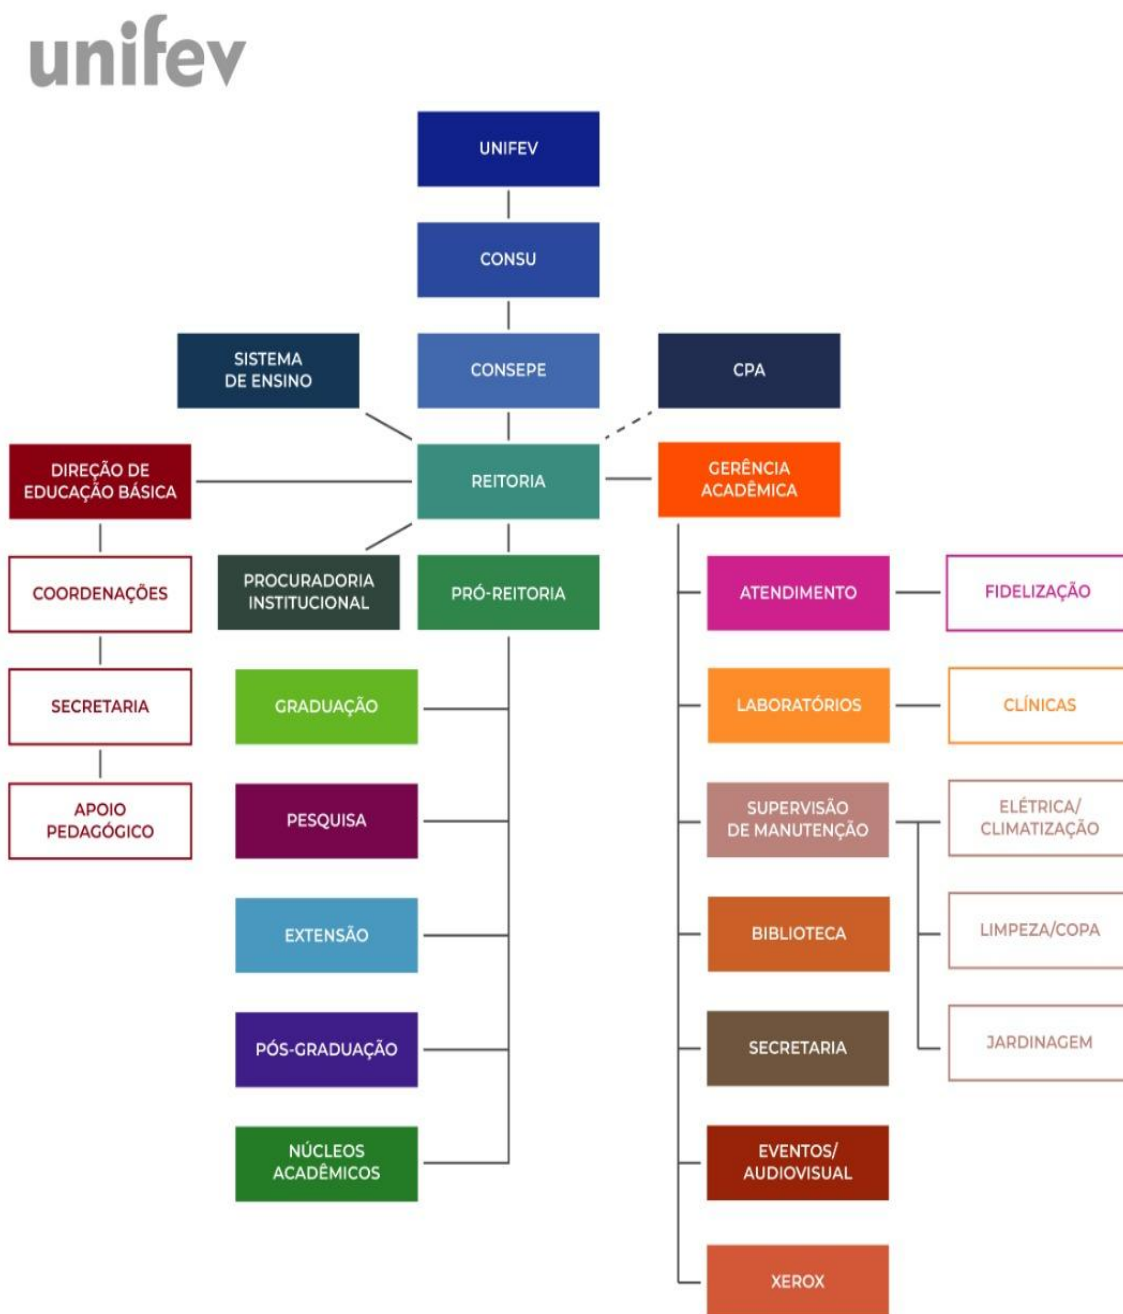 unifev
UNIFEV
CONSU
SISTEMA
DE ENSINO
CONSEPE
CPA
DIREÇÃO DE
EDUCAÇÃO BÁSICA
REITORIA
GERÊNCIA
ACADÊMICA
COORDENAÇÕES
PROCURADORIA
INSTITUCIONAL
PRÓ-REITORIA
ATENDIMENTO
FIDELIZAÇÃO
SECRETARIA
GRADUAÇÃO
LABORATÓRIOS
CLÍNICAS
APOIO
PEDAGÓGICO
PESQUISA
SUPERVISÃO
DE MANUTENÇÃO
ELÉTRICA/
CLIMATIZAÇÃO
EXTENSÃO
BIBLIOTECA
LIMPEZA/COPA
PÓS-GRADUAÇÃO
SECRETARIA
JARDINAGEM
NÚCLEOS
ACADÊMICOS
EVENTOS/
AUDIOVISUAL
XEROX